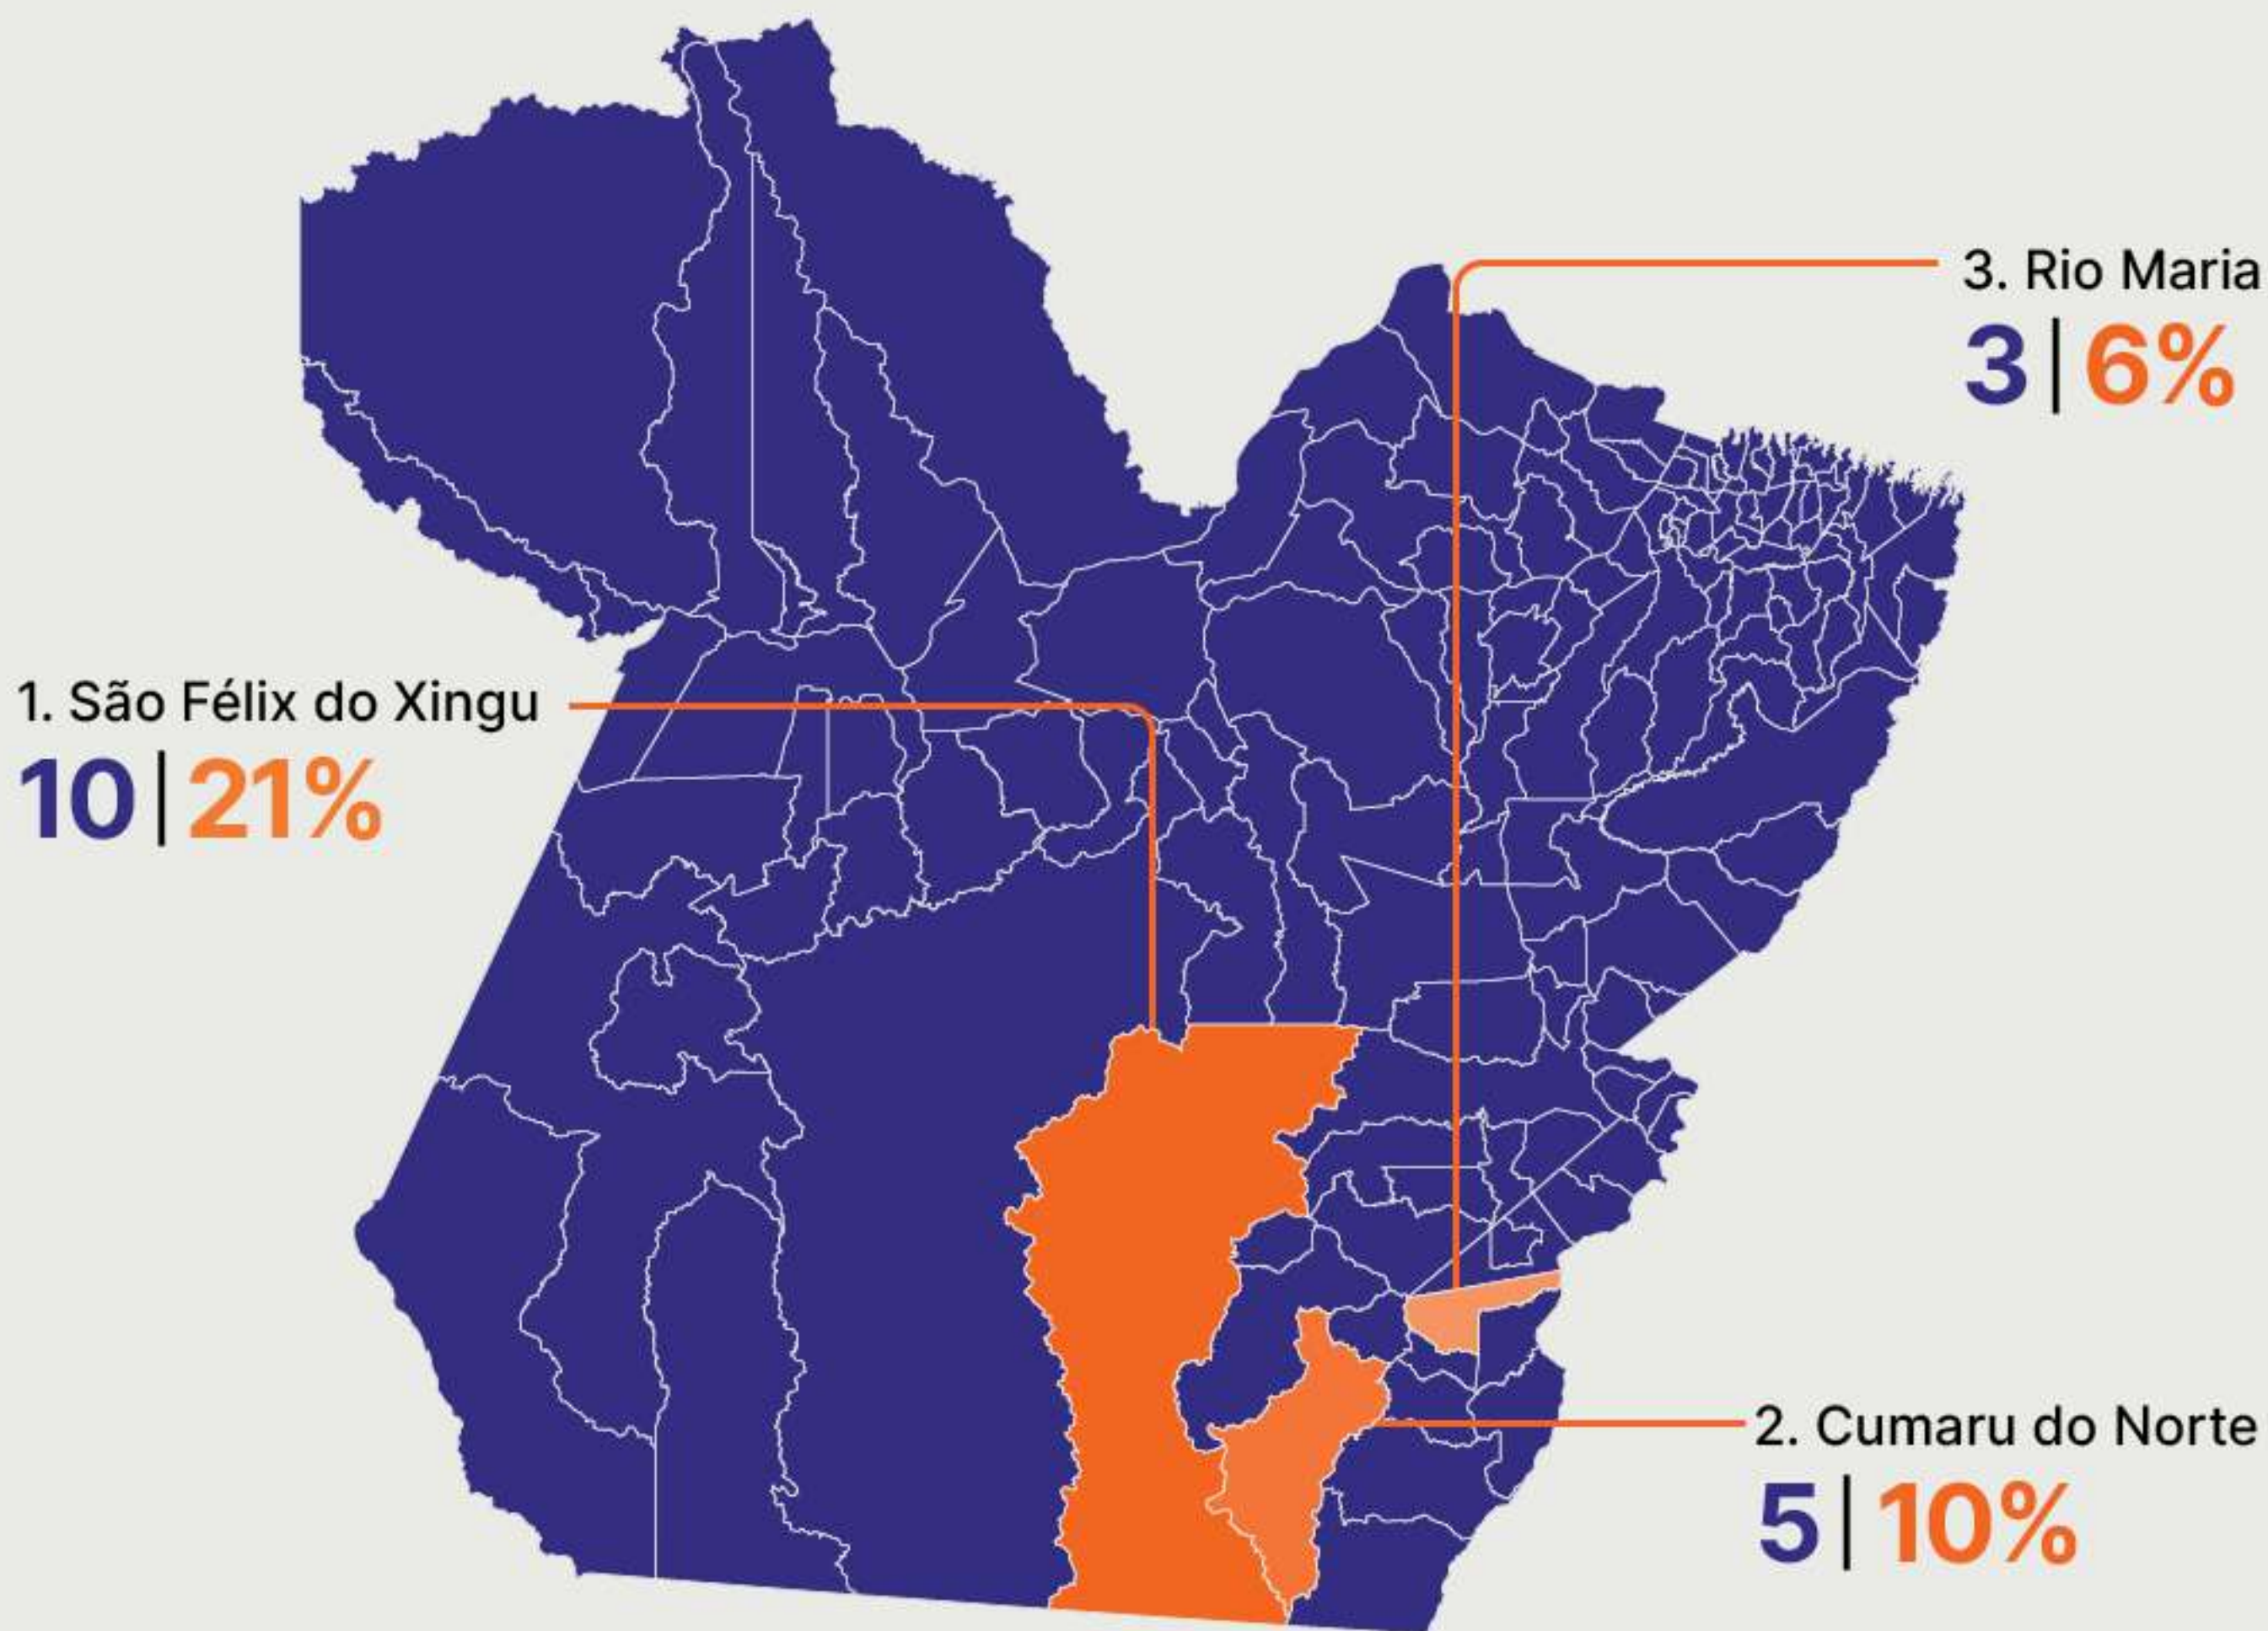 3. Rio Maria
3 | 6%
1. São Félix do Xingu
10 | 21%
2. Cumaru do Norte
5 | 10%